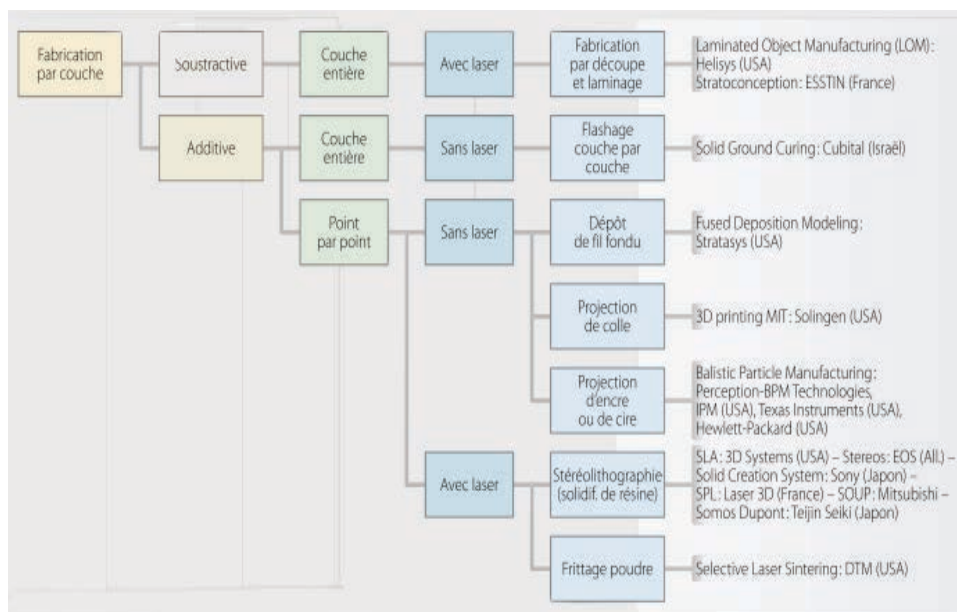 Fabrication
par couche
Soustractive
Couche
entière
Avec laser
Fabrication
par découpe
et laminage
Laminated Object Manufacturing (LOM):
Helisys (USA)
Stratoconception: ESSTIN (France)
Additive
Couche
entière
Sans laser
Flashage
couche par
couche
Solid Ground Curing: Cubital (Israël)
Point
par point
Sans laser
Dépôt
de fil fondu
Fused Deposition Modeling:
Stratasys (USA)
Projection
de colle
3D printing MIT: Solingen (USA)
Projection
d'encre
ou de cire
Balistic Particle Manufacturing:
Perception-BPM Technologies,
IPM (USA), Texas Instruments (USA),
Hewlett-Packard (USA)
Avec laser
Stéréolithographie
(solidif. de résine)
SLA: 3D Systems (USA) – Stereos: EOS (All.) –
Solid Creation System: Sony (Japon) –
SPL: Laser 3D (France) – SOUP: Mitsubishi –
Somos Dupont: Teijin Seiki (Japon)
Frittage poudre
Selective Laser Sintering: DTM (USA)